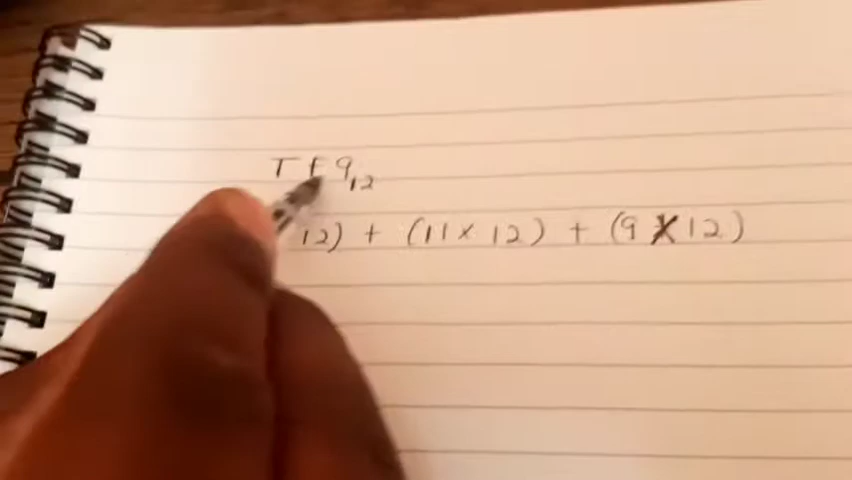 T E 9₁₂
12) + (11 × 12) + (9 × 12)